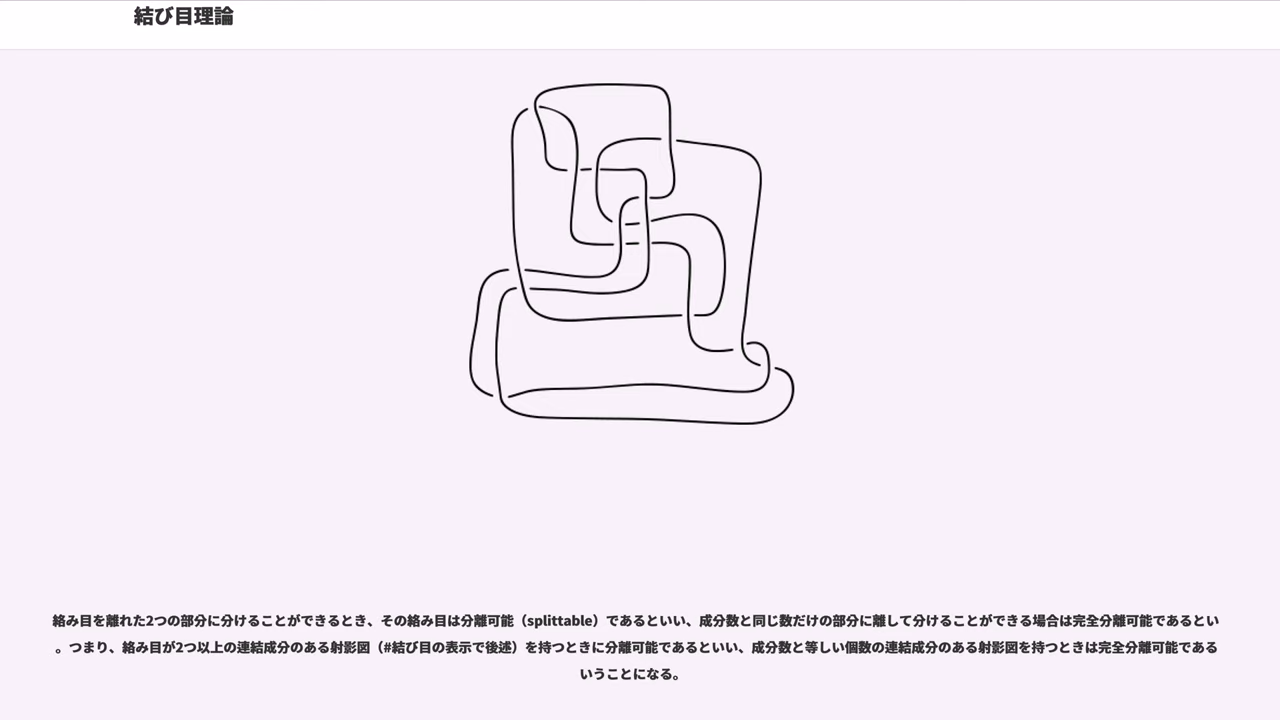 結び目理論
絡み目を離れた2つの部分に分けることができるとき、その絡み目は分離可能（splittable）であるといい、成分数と同じ数だけの部分に離して分けることができる場合は完全分離可能であるとい
。つまり、絡み目が2つ以上の連結成分のある射影図（#結び目の表示で後述）を持つときに分離可能であるといい、成分数と等しい個数の連結成分のある射影図を持つときは完全分離可能である
いうことになる。